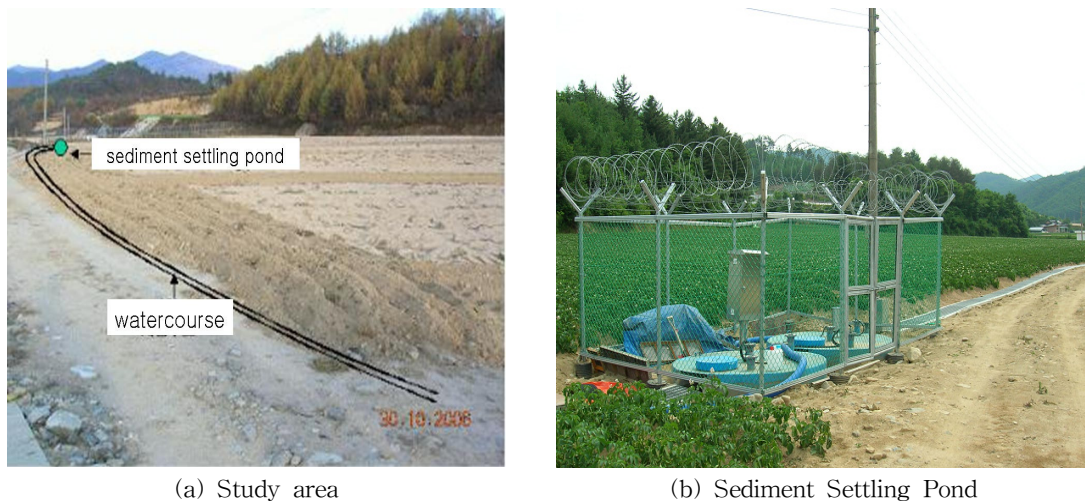 sediment settling pond
watercourse
30.10.2006
(a) Study area
(b) Sediment Settling Pond